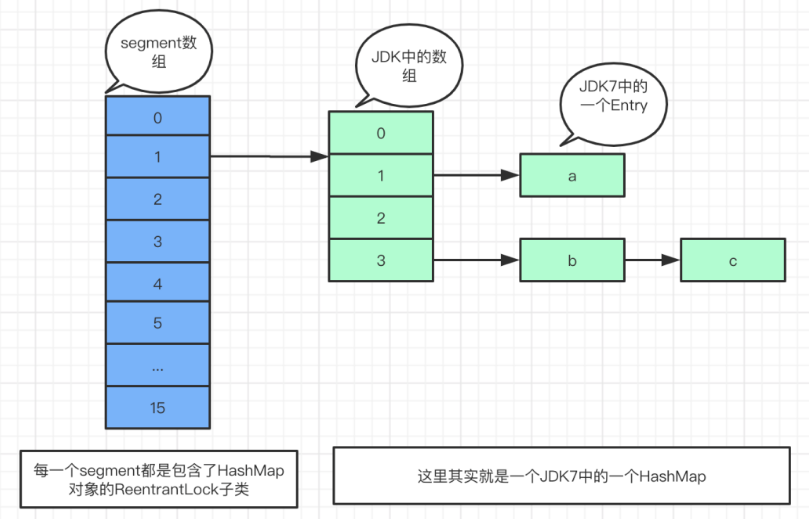 segment数
组
JDK中的数
组
JDK7中的
一个Entry
0
1
2
3
4
5
...
15
0
1
2
3
a
b
c
每一个segment都是包含了HashMap
对象的ReentrantLock子类
这里其实就是一个JDK7中的一个HashMap